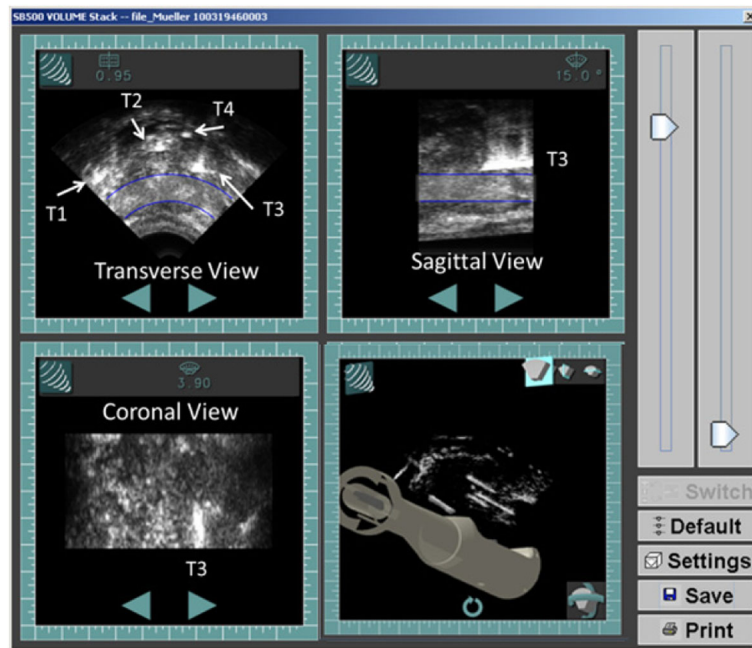 SB500 VOLUME Stack -- file_Mueller 100319460003
0.95
T2
T4
T1
T3
Transverse View
15.0 °
T3
Sagittal View
3.90
Coronal View
T3
Switch
Default
Settings
Save
Print